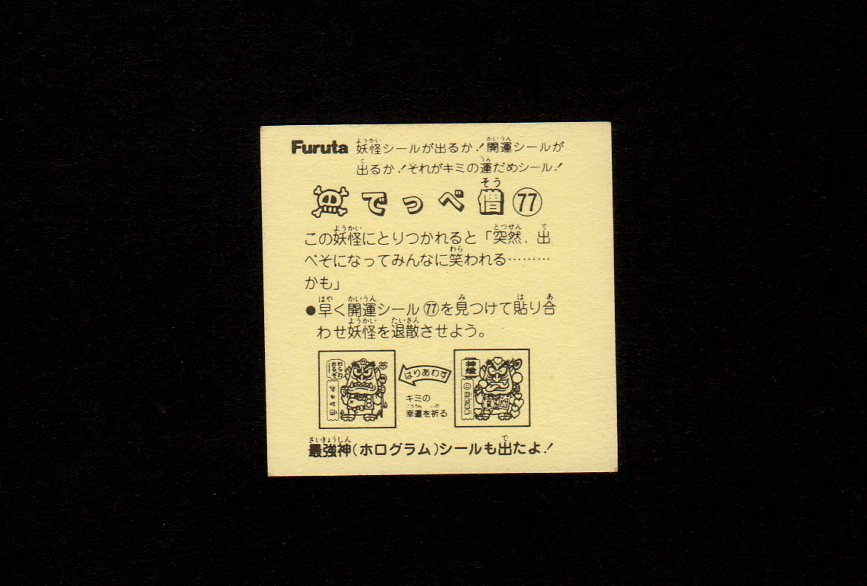 Furuta 妖怪シールが出るか!開運シールが
出るか!それがキミの運だめシール!
でっぺ僧 77
この妖怪にとりつかれると「突然、出
べそになってみんなに笑われる………
かも」
●早く開運シール 77を見つけて貼り合
わせ妖怪を退散させよう。
はりあわす
キミの
幸運を祈る
最強神(ホログラム)シールも出たよ!